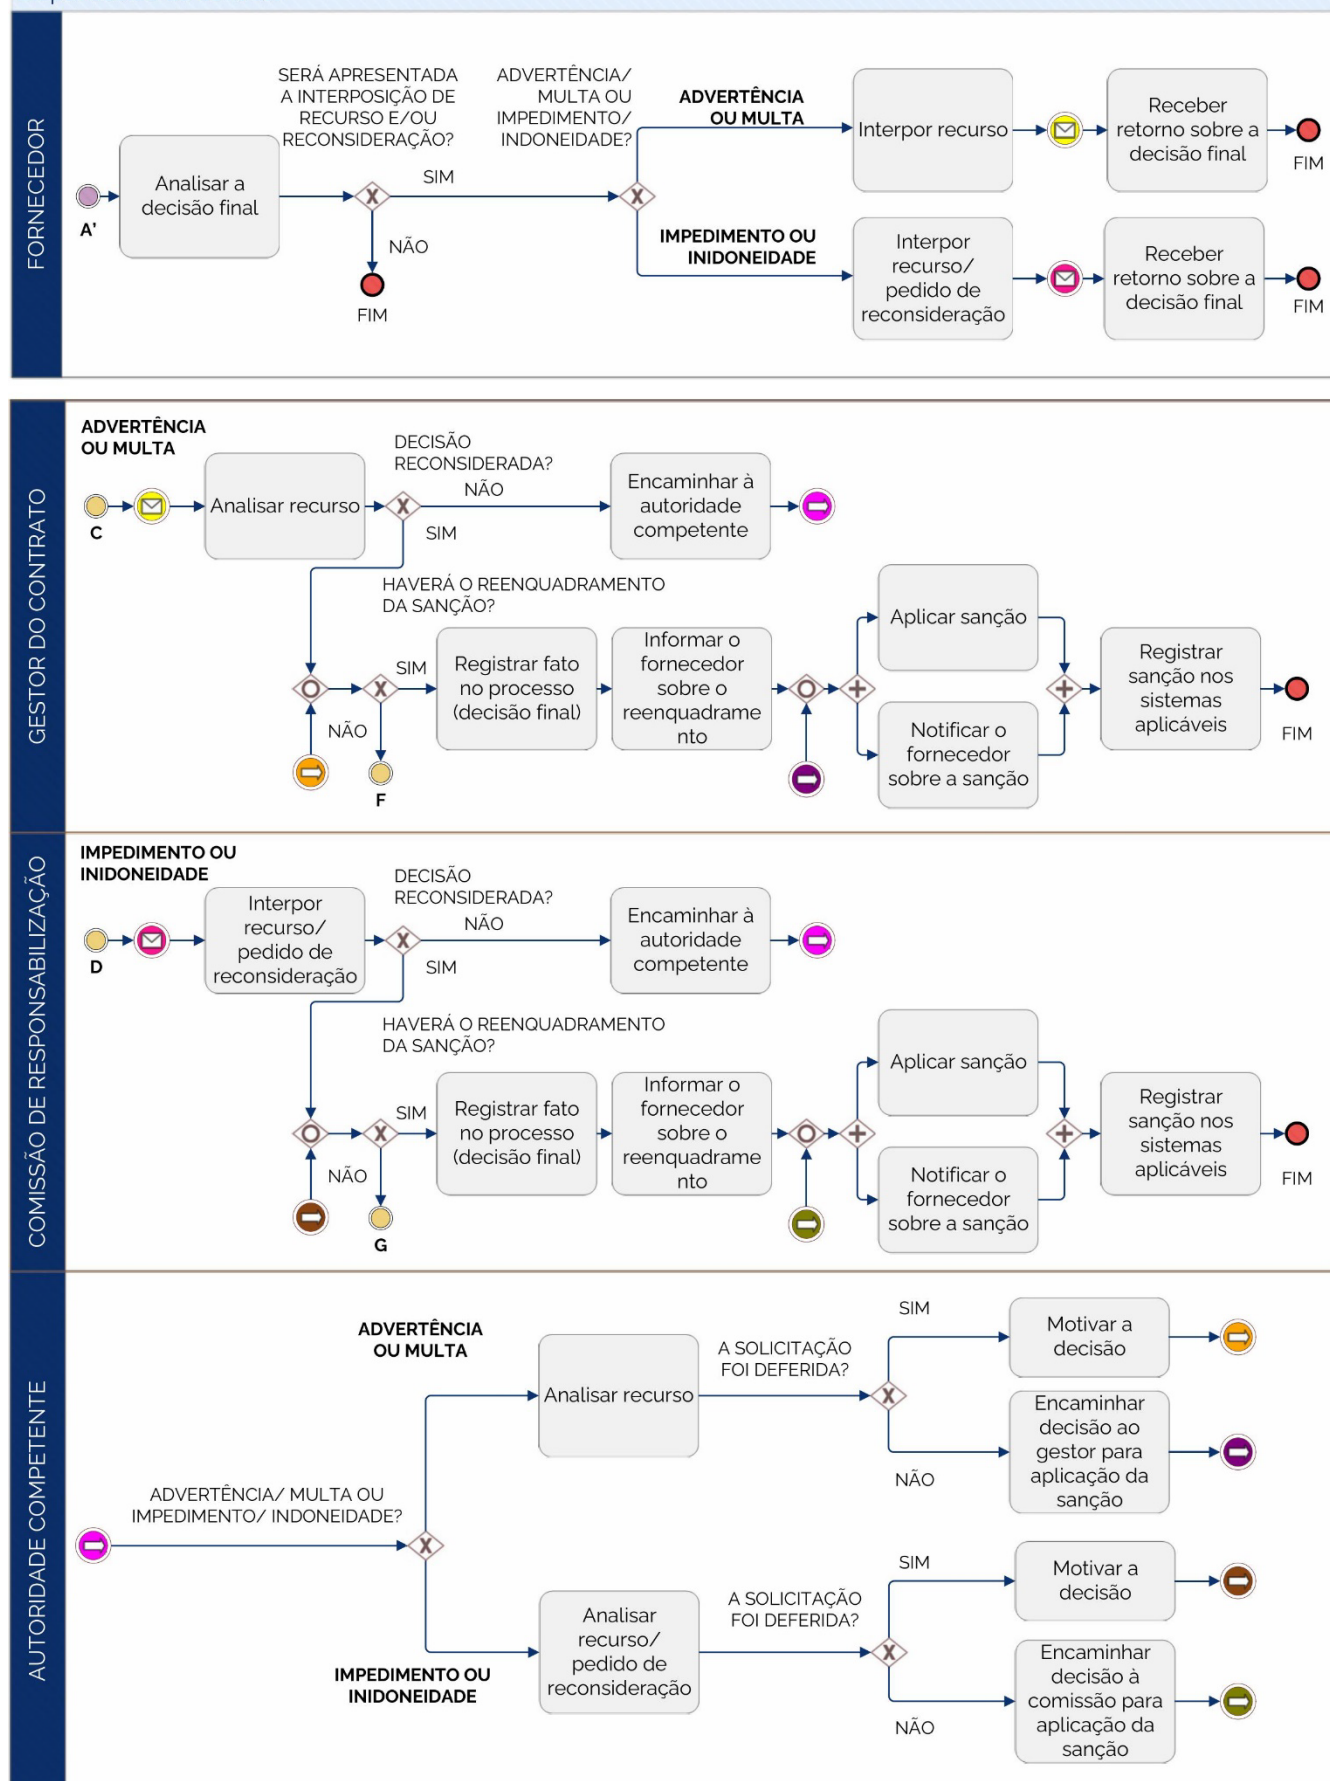 FORNECEDOR
SERÁ APRESENTADA
A INTERPOSIÇÃO DE
RECURSO E/OU
RECONSIDERAÇÃO?
ADVERTÊNCIA/
MULTA OU
IMPEDIMENTO/
INDONEIDADE?
ADVERTÊNCIA
OU MULTA
Interpor recurso
Receber
retorno sobre a
decisão final
FIM
A'
Analisar a
decisão final
SIM
NÃO
FIM
IMPEDIMENTO OU
INIDONEIDADE
Interpor
recurso/
pedido de
reconsideração
Receber
retorno sobre a
decisão final
FIM
GESTOR DO CONTRATO
ADVERTÊNCIA
OU MULTA
C
Analisar recurso
DECISÃO
RECONSIDERADA?
NÃO
SIM
Encaminhar à
autoridade
competente
HAVERÁ O REENQUADRAMENTO
DA SANÇÃO?
SIM
NÃO
F
Registrar fato
no processo
(decisão final)
Informar o
fornecedor
sobre o
reenquadrame
nto
Aplicar sanção
Notificar o
fornecedor
sobre a sanção
Registrar
sanção nos
sistemas
aplicáveis
FIM
COMISSÃO DE RESPONSABILIZAÇÃO
IMPEDIMENTO OU
INIDONEIDADE
D
Interpor
recurso/
pedido de
reconsideração
DECISÃO
RECONSIDERADA?
NÃO
SIM
Encaminhar à
autoridade
competente
HAVERÁ O REENQUADRAMENTO
DA SANÇÃO?
SIM
NÃO
G
Registrar fato
no processo
(decisão final)
Informar o
fornecedor
sobre o
reenquadrame
nto
Aplicar sanção
Notificar o
fornecedor
sobre a sanção
Registrar
sanção nos
sistemas
aplicáveis
FIM
AUTORIDADE COMPETENTE
ADVERTÊNCIA/ MULTA OU
IMPEDIMENTO/ INDONEIDADE?
ADVERTÊNCIA
OU MULTA
Analisar recurso
A SOLICITAÇÃO
FOI DEFERIDA?
SIM
Motivar a
decisão
NÃO
Encaminhar
decisão ao
gestor para
aplicação da
sanção
IMPEDIMENTO OU
INIDONEIDADE
Analisar
recurso/
pedido de
reconsideração
A SOLICITAÇÃO
FOI DEFERIDA?
SIM
Motivar a
decisão
NÃO
Encaminhar
decisão à
comissão para
aplicação da
sanção